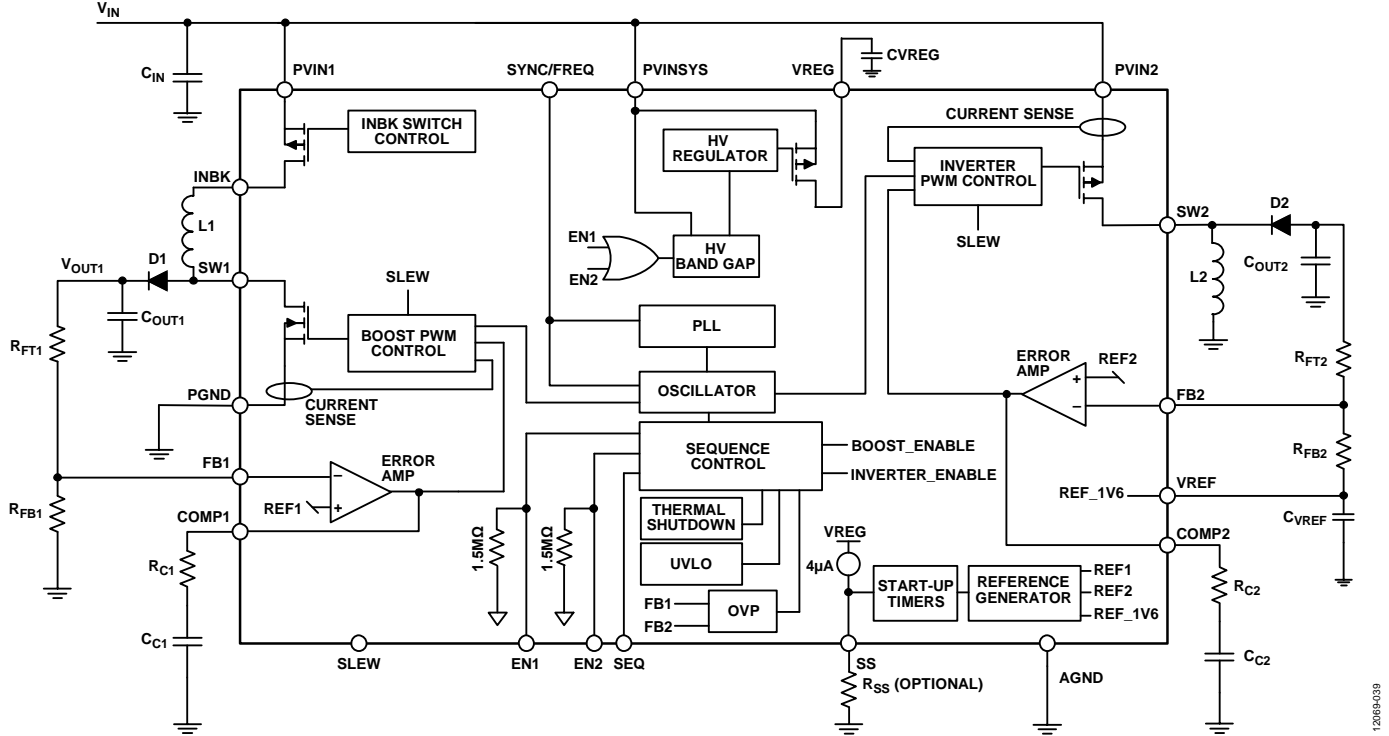 VIN
CIN
PVIN1
SYNC/FREQ
PVINSYS
VREG
CVREG
PVIN2
INBK SWITCH
CONTROL
HV
REGULATOR
CURRENT SENSE
INVERTER
PWM CONTROL
SLEW
INBK
L1
EN1
EN2
HV
BAND GAP
SW2
D2
L2
COUT2
VOUT1
D1
SW1
COUT1
SLEW
BOOST PWM
CONTROL
PLL
OSCILLATOR
RFT1
PGND
CURRENT
SENSE
ERROR
AMP
REF2
+
−
RFT2
FB2
SEQUENCE
CONTROL
BOOST_ENABLE
INVERTER_ENABLE
RFB2
FB1
ERROR
AMP
−
+
REF1
RFB1
COMP1
REF_1V6
VREF
CVREF
THERMAL
SHUTDOWN
UVLO
OVP
FB1
FB2
1.5MΩ
1.5MΩ
VREG
4µA
START-UP
TIMERS
REFERENCE
GENERATOR
REF1
REF2
REF_1V6
COMP2
RC1
CC1
RC2
CC2
SLEW
EN1
EN2
SEQ
SS
RSS (OPTIONAL)
AGND
12069-039